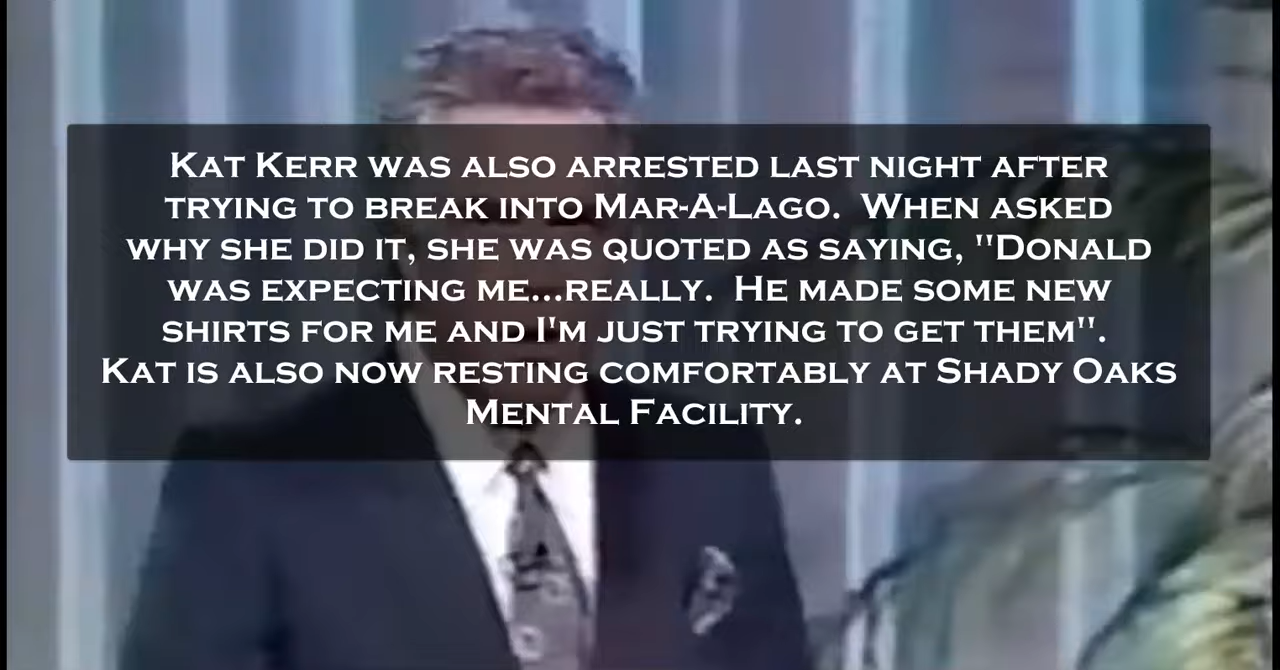 Kat Kerr was also arrested last night after
trying to break into Mar-A-Lago.  When asked
why she did it, she was quoted as saying, "Donald
was expecting me...really.  He made some new
shirts for me and I'm just trying to get them".
Kat is also now resting comfortably at Shady Oaks
Mental Facility.